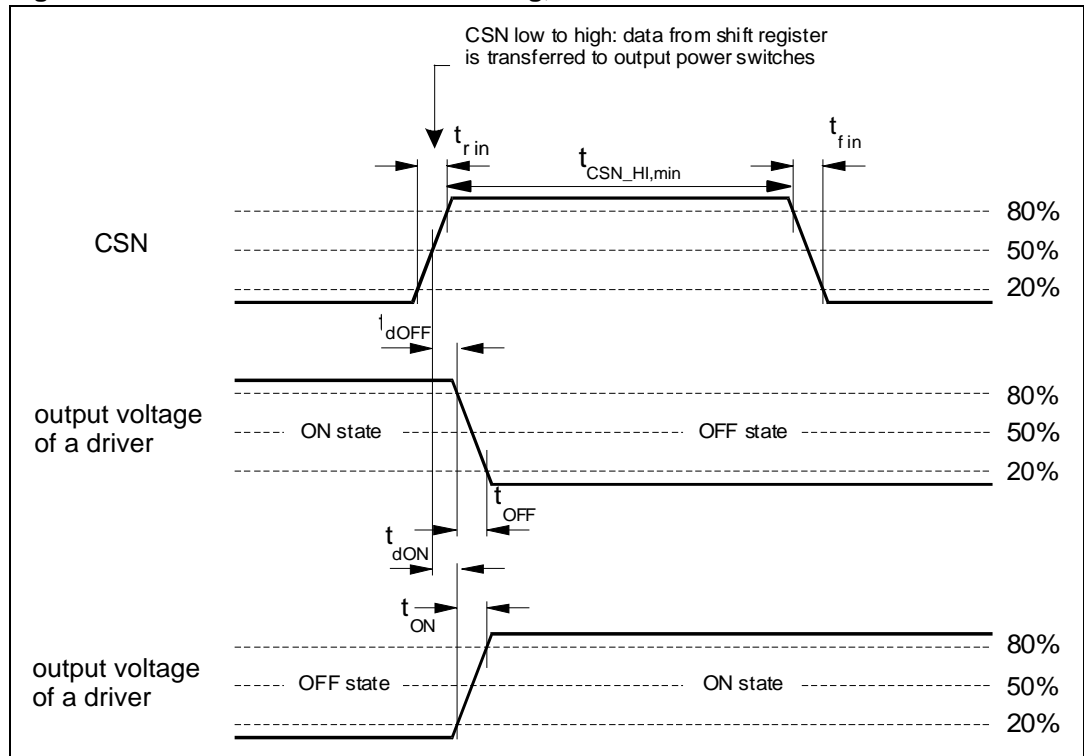 CSN low to high: data from shift register
is transferred to output power switches
t r in
t f in
t CSN_HI,min
CSN
80%
50%
20%
t dOFF
output voltage
of a driver
ON state
OFF state
80%
50%
20%
t OFF
t dON
t ON
output voltage
of a driver
OFF state
ON state
80%
50%
20%